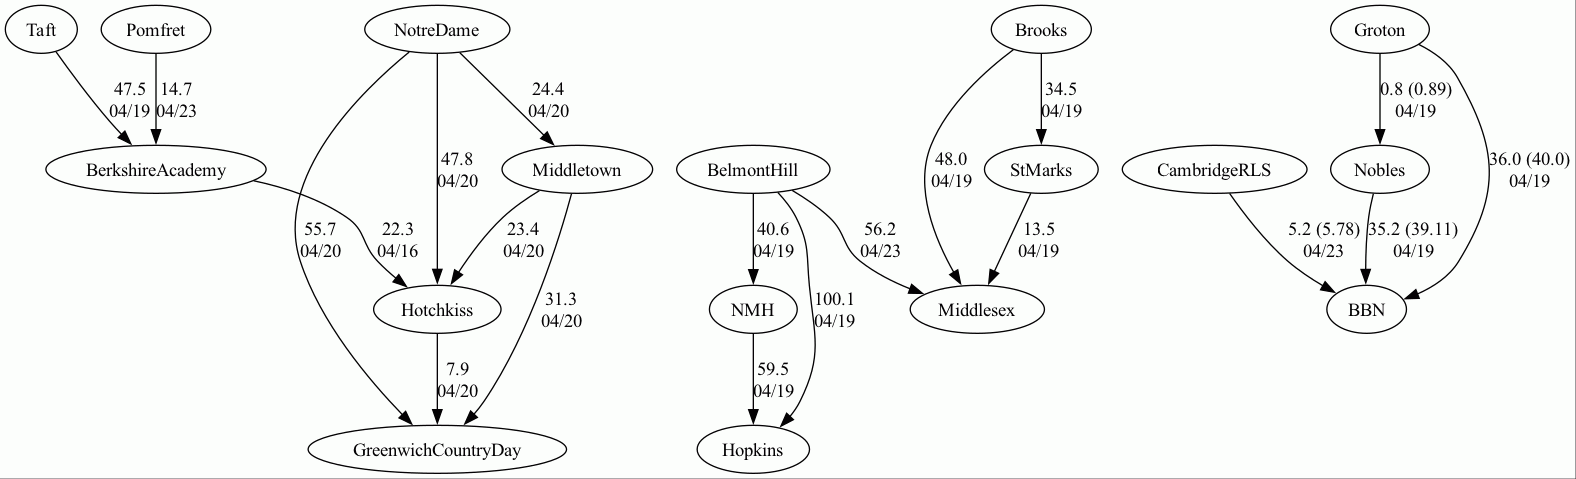 Taft
Pomfret
NotreDame
Brooks
Groton
47.5
04/19
14.7
04/23
24.4
04/20
34.5
04/19
0.8 (0.89)
04/19
BerkshireAcademy
Middletown
BelmontHill
StMarks
CambridgeRLS
Nobles
47.8
04/20
48.0
04/19
36.0 (40.0)
04/19
55.7
04/20
22.3
04/16
23.4
04/20
40.6
04/19
56.2
04/23
13.5
04/19
5.2 (5.78)
04/23
35.2 (39.11)
04/19
Hotchkiss
31.3
04/20
NMH
100.1
04/19
Middlesex
BBN
7.9
04/20
59.5
04/19
GreenwichCountryDay
Hopkins